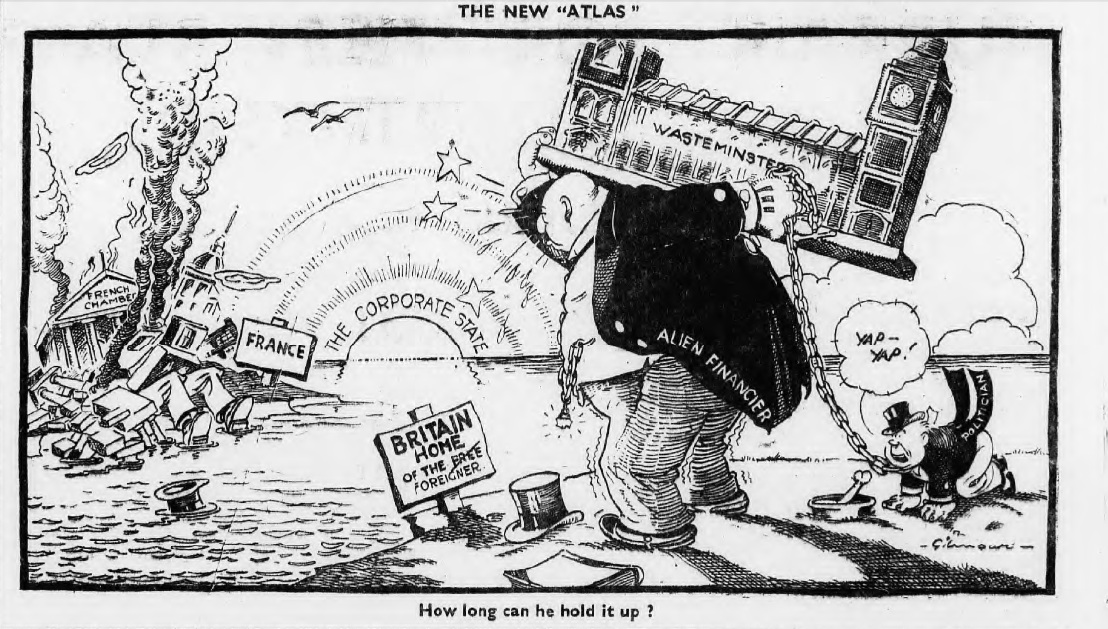 THE NEW "ATLAS"
WASTEMINSTER
FRENCH
CHAMBER
FRANCE
THE CORPORATE STATE
ALIEN FINANCIER
YAP-
YAP!
POLITICIAN
BRITAIN
HOME
OF THE FREE
FOREIGNER.
-Gilmour-
How long can he hold it up ?